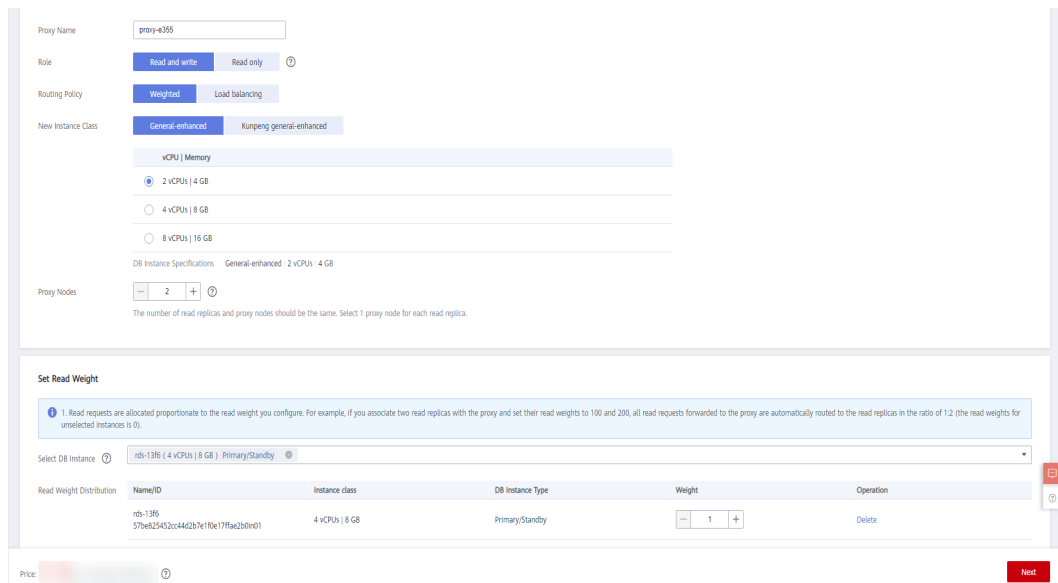 Proxy Name proxy-e355
Role Read and write Read only
Routing Policy Weighted Load balancing
New Instance Class General-enhanced Kunpeng general-enhanced
vCPU | Memory
2 vCPUs | 4 GB
4 vCPUs | 8 GB
8 vCPUs | 16 GB
DB Instance Specifications General-enhanced | 2 vCPUs | 4 GB
Proxy Nodes 2
The number of read replicas and proxy nodes should be the same. Select 1 proxy node for each read replica.
Set Read Weight
1. Read requests are allocated proportionate to the read weight you configure. For example, if you associate two read replicas with the proxy and set their read weights to 100 and 200, all read requests forwarded to the proxy are automatically routed to the read replicas in the ratio of 1:2 (the read weights for
unselected instances is 0).
Select DB Instance rds-13f6 ( 4 vCPUs | 8 GB ) Primary/Standby
Read Weight Distribution Name/ID Instance class DB Instance Type Weight Operation
rds-13f6
57be825452cc44d2b7e1f0e17ffae2b0in01 4 vCPUs | 8 GB Primary/Standby 1 Delete
Price: Next